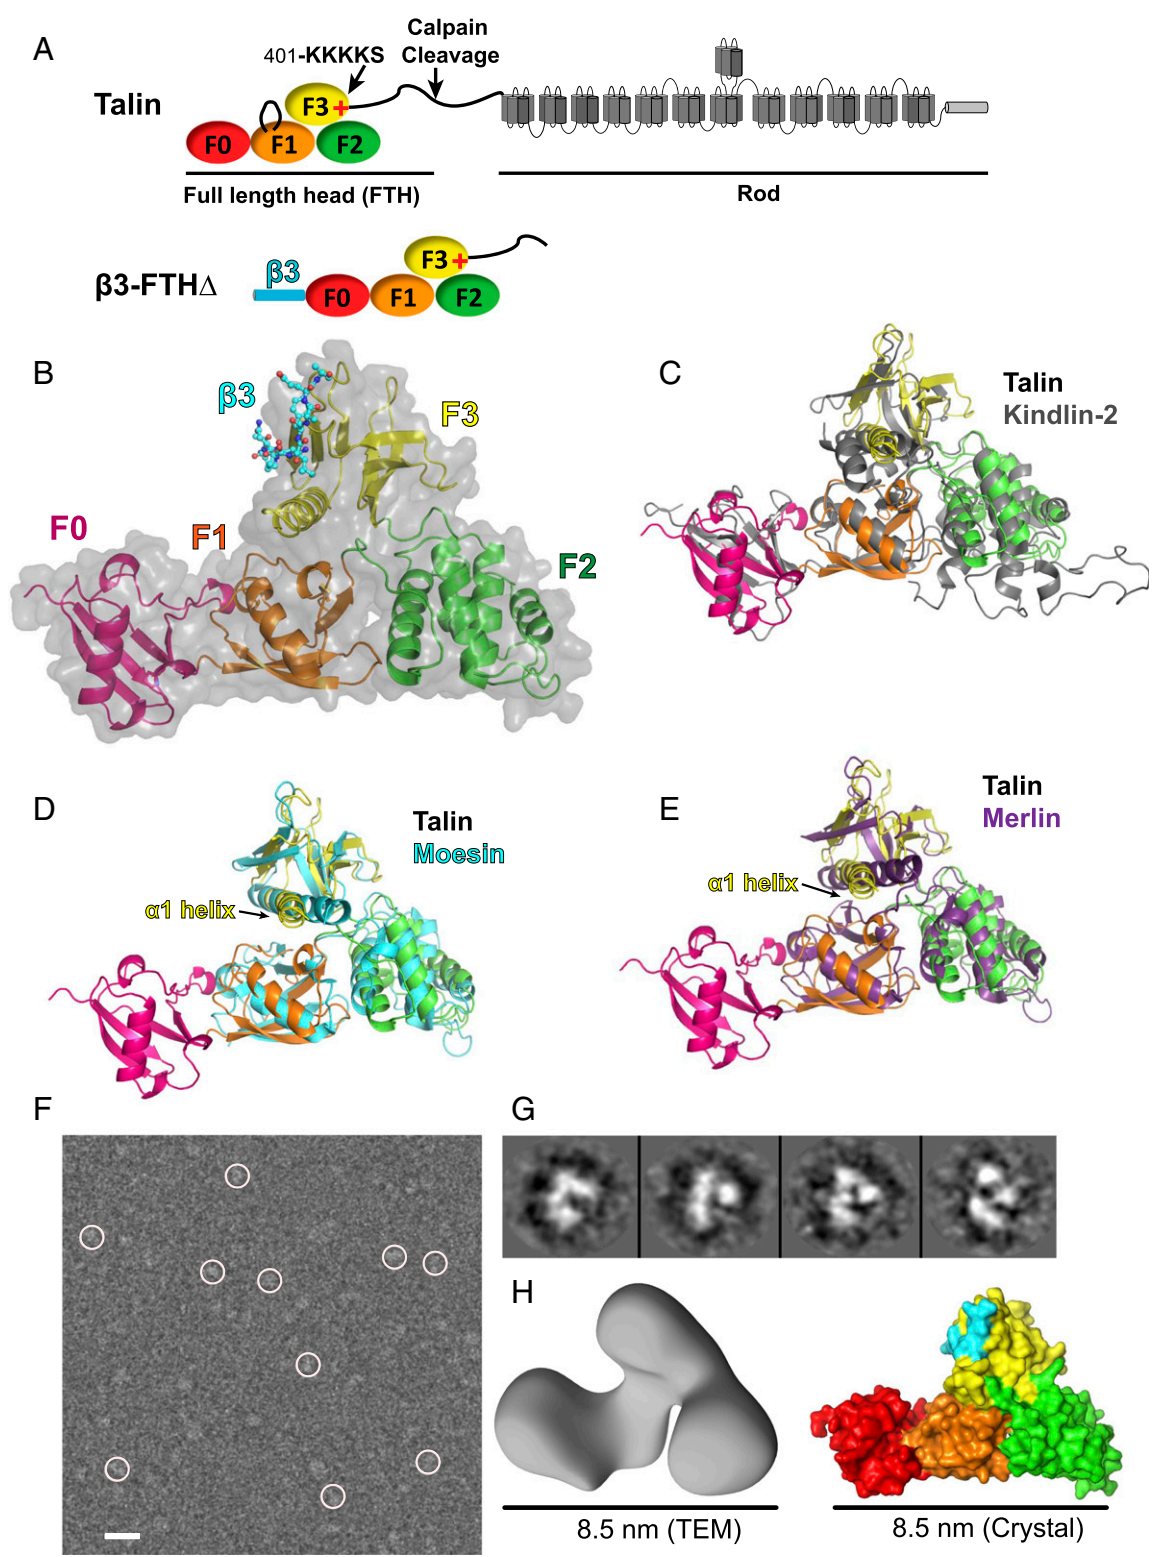 A
401-KKKKS
Calpain
Cleavage
Talin
F3
+
F0
F1
F2
Full length head (FTH)
Rod
β3-FTHΔ
β3
F3
+
F0
F1
F2
B
β3
F3
F0
F1
F2
C
Talin
Kindlin-2
D
Talin
Moesin
α1 helix
E
Talin
Merlin
α1 helix
F
G
H
8.5 nm (TEM)
8.5 nm (Crystal)